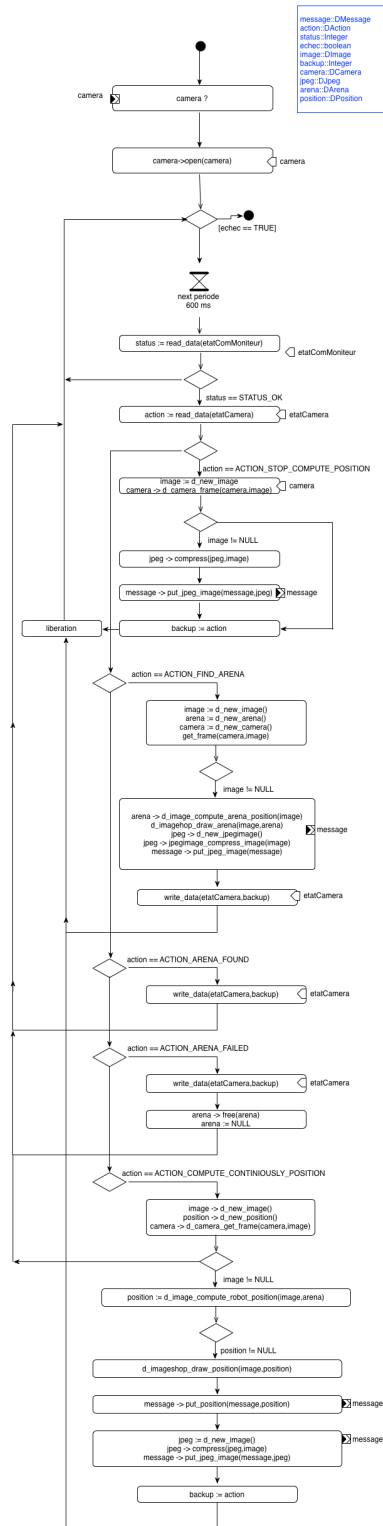 message::DMessage
action::DAction
status::Integer
echec::boolean
image::DImage
backup::Integer
camera::DCamera
jpeg::DJpeg
arena::DArena
position::DPosition
camera
camera ?
camera->open(camera)
camera
[echec == TRUE]
next periode
600 ms
status := read_data(etatComMoniteur)
etatComMoniteur
status == STATUS_OK
action := read_data(etatCamera)
etatCamera
action == ACTION_STOP_COMPUTE_POSITION
image := d_new_image
camera -> d_camera_frame(camera,image)
camera
image != NULL
jpeg -> compress(jpeg,image)
message -> put_jpeg_image(message,jpeg)
message
liberation
backup := action
action == ACTION_FIND_ARENA
image := d_new_image()
arena := d_new_arena()
camera := d_new_camera()
get_frame(camera,image)
image != NULL
arena -> d_image_compute_arena_position(image)
d_imagehop_draw_arena(image,arena)
jpeg -> d_new_jpegimage()
jpeg -> jpegimage_compress_image(image)
message -> put_jpeg_image(message)
message
write_data(etatCamera,backup)
etatCamera
action == ACTION_ARENA_FOUND
write_data(etatCamera,backup)
etatCamera
action == ACTION_ARENA_FAILED
write_data(etatCamera,backup)
etatCamera
arena -> free(arena)
arena := NULL
action == ACTION_COMPUTE_CONTINIOUSLY_POSITION
image -> d_new_image()
position -> d_new_position()
camera -> d_camera_get_frame(camera,image)
image != NULL
position := d_image_compute_robot_position(image,arena)
position != NULL
d_imageshop_draw_position(image,position)
message -> put_position(message,position)
message
jpeg := d_new_image()
jpeg -> compress(jpeg,image)
message -> put_jpeg_image(message,jpeg)
message
backup := action